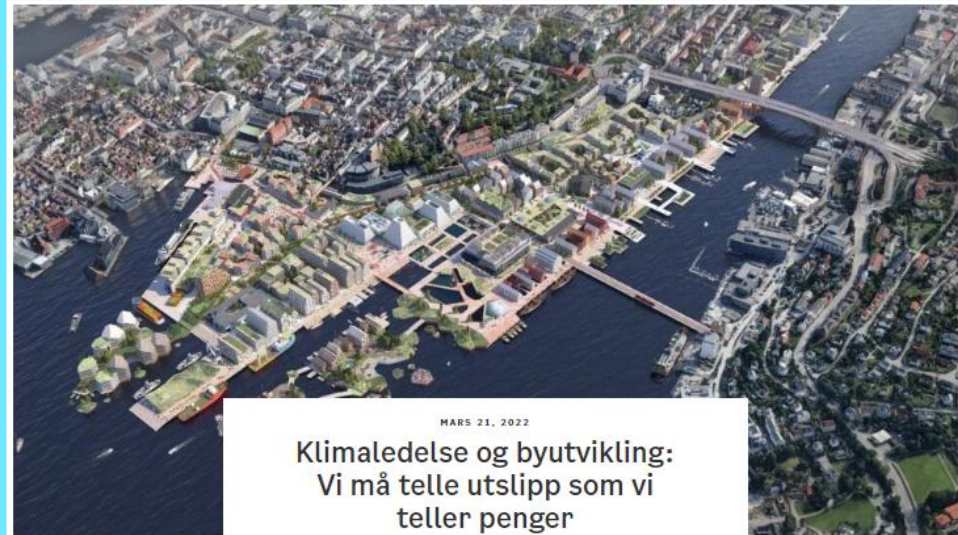 MARS 21, 2022
Klimaledelse og byutvikling:
Vi må telle utslipp som vi
teller penger